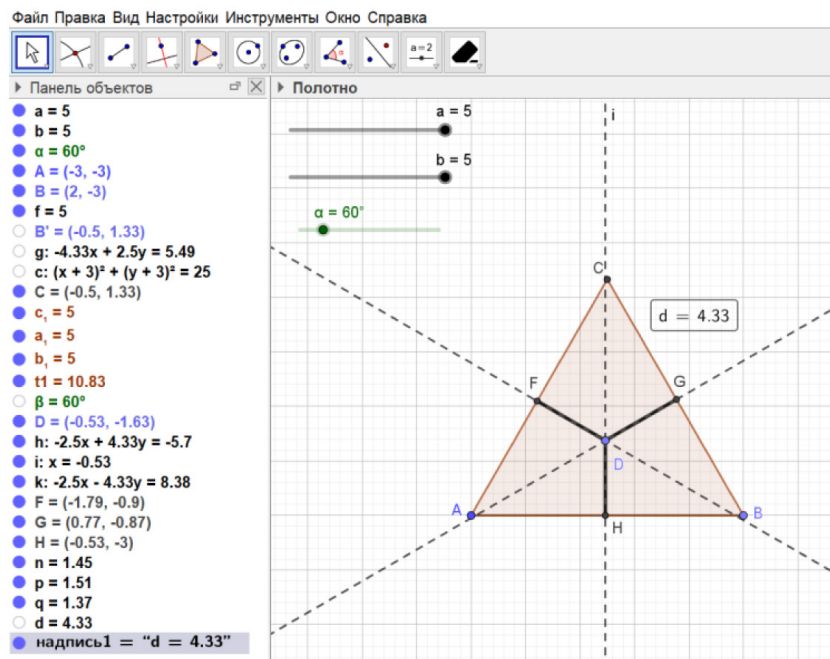 Файл Правка Вид Настройки Инструменты Окно Справка
a=2
Панель объектов
a = 5
b = 5
α = 60°
A = (-3, -3)
B = (2, -3)
f = 5
B' = (-0.5, 1.33)
g: -4.33x + 2.5y = 5.49
c: (x + 3)² + (y + 3)² = 25
C = (-0.5, 1.33)
c₁ = 5
a₁ = 5
b₁ = 5
t1 = 10.83
β = 60°
D = (-0.53, -1.63)
h: -2.5x + 4.33y = -5.7
i: x = -0.53
k: -2.5x - 4.33y = 8.38
F = (-1.79, -0.9)
G = (0.77, -0.87)
H = (-0.53, -3)
n = 1.45
p = 1.51
q = 1.37
d = 4.33
надпись1 = “d = 4.33”
Полотно
a = 5
i
b = 5
α = 60°
C
d = 4.33
F
G
D
A
B
H